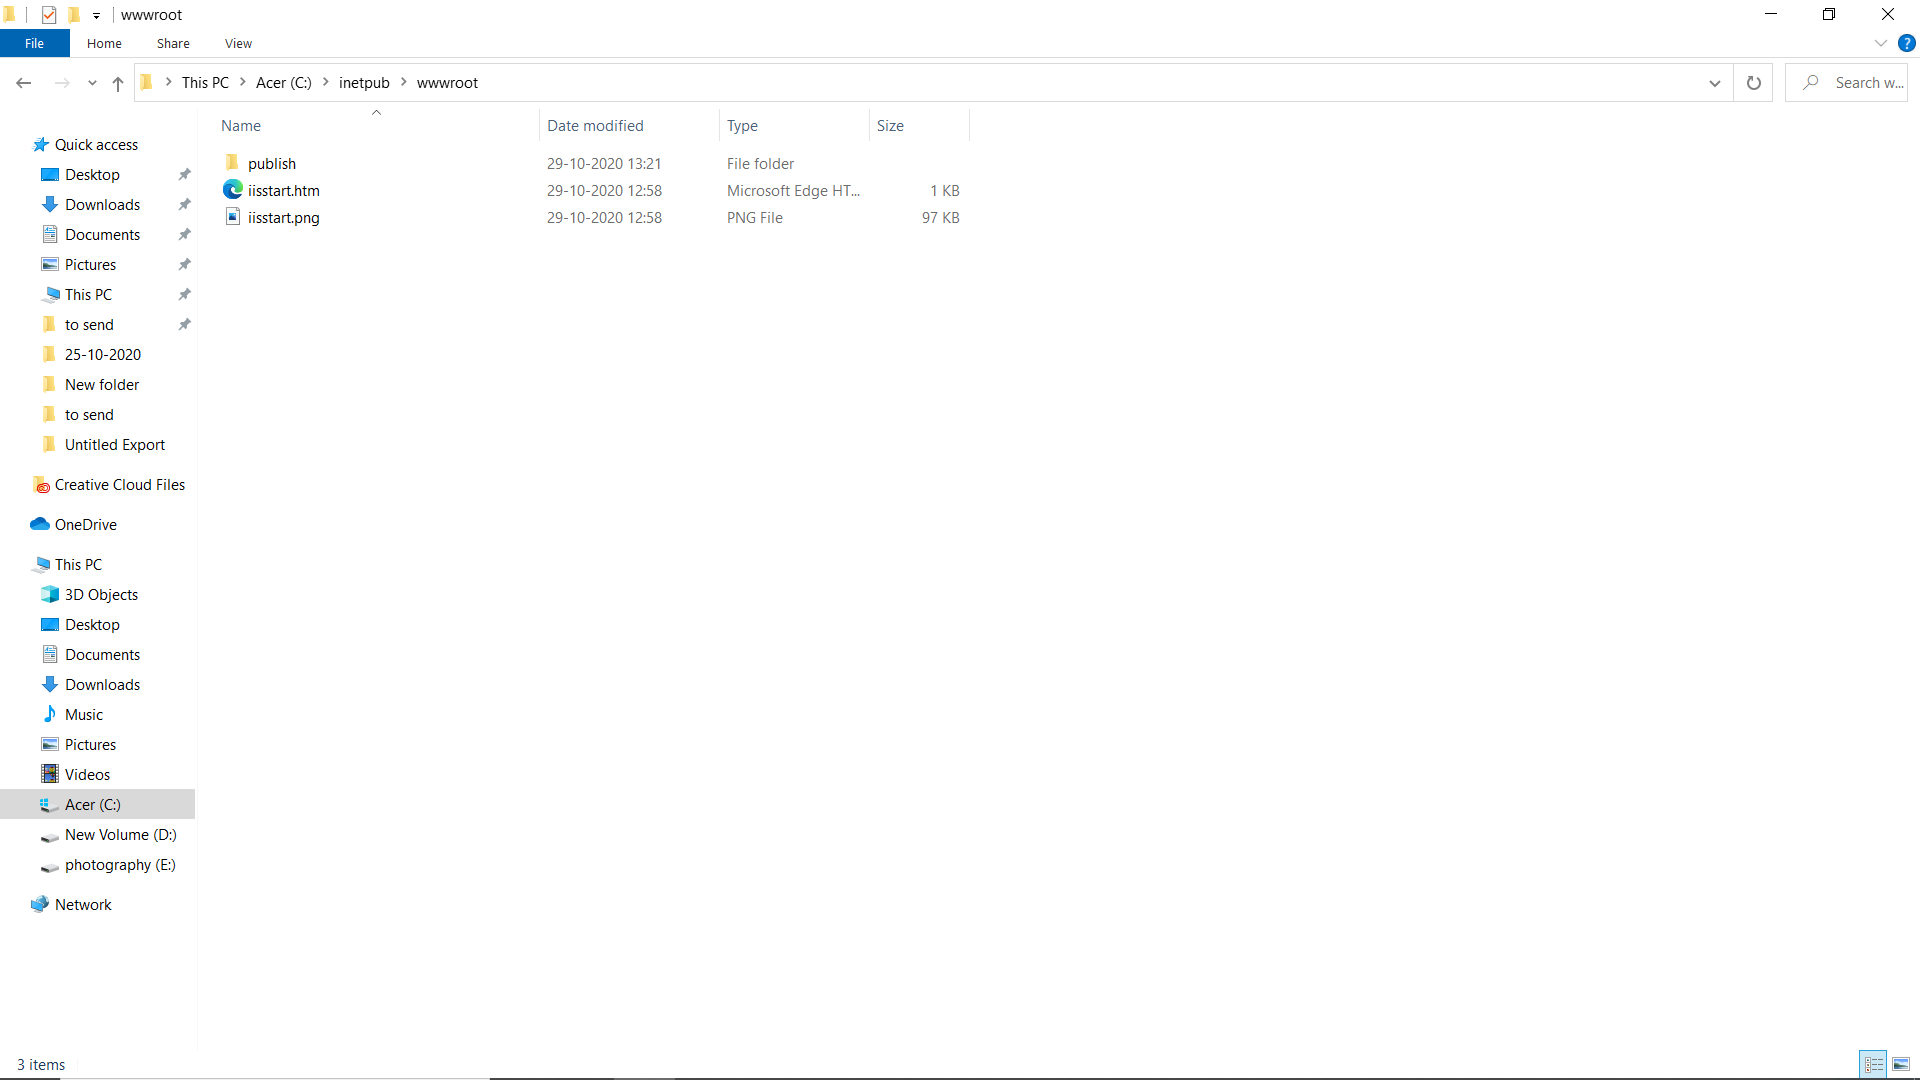 wwwroot
File Home Share View
This PC Acer (C:) inetpub wwwroot Search w...
Name Date modified Type Size
publish 29-10-2020 13:21 File folder
iisstart.htm 29-10-2020 12:58 Microsoft Edge HT... 1 KB
iisstart.png 29-10-2020 12:58 PNG File 97 KB
Quick access
Desktop
Downloads
Documents
Pictures
This PC
to send
25-10-2020
New folder
to send
Untitled Export
Creative Cloud Files
OneDrive
This PC
3D Objects
Desktop
Documents
Downloads
Music
Pictures
Videos
Acer (C:)
New Volume (D:)
photography (E:)
Network
3 items